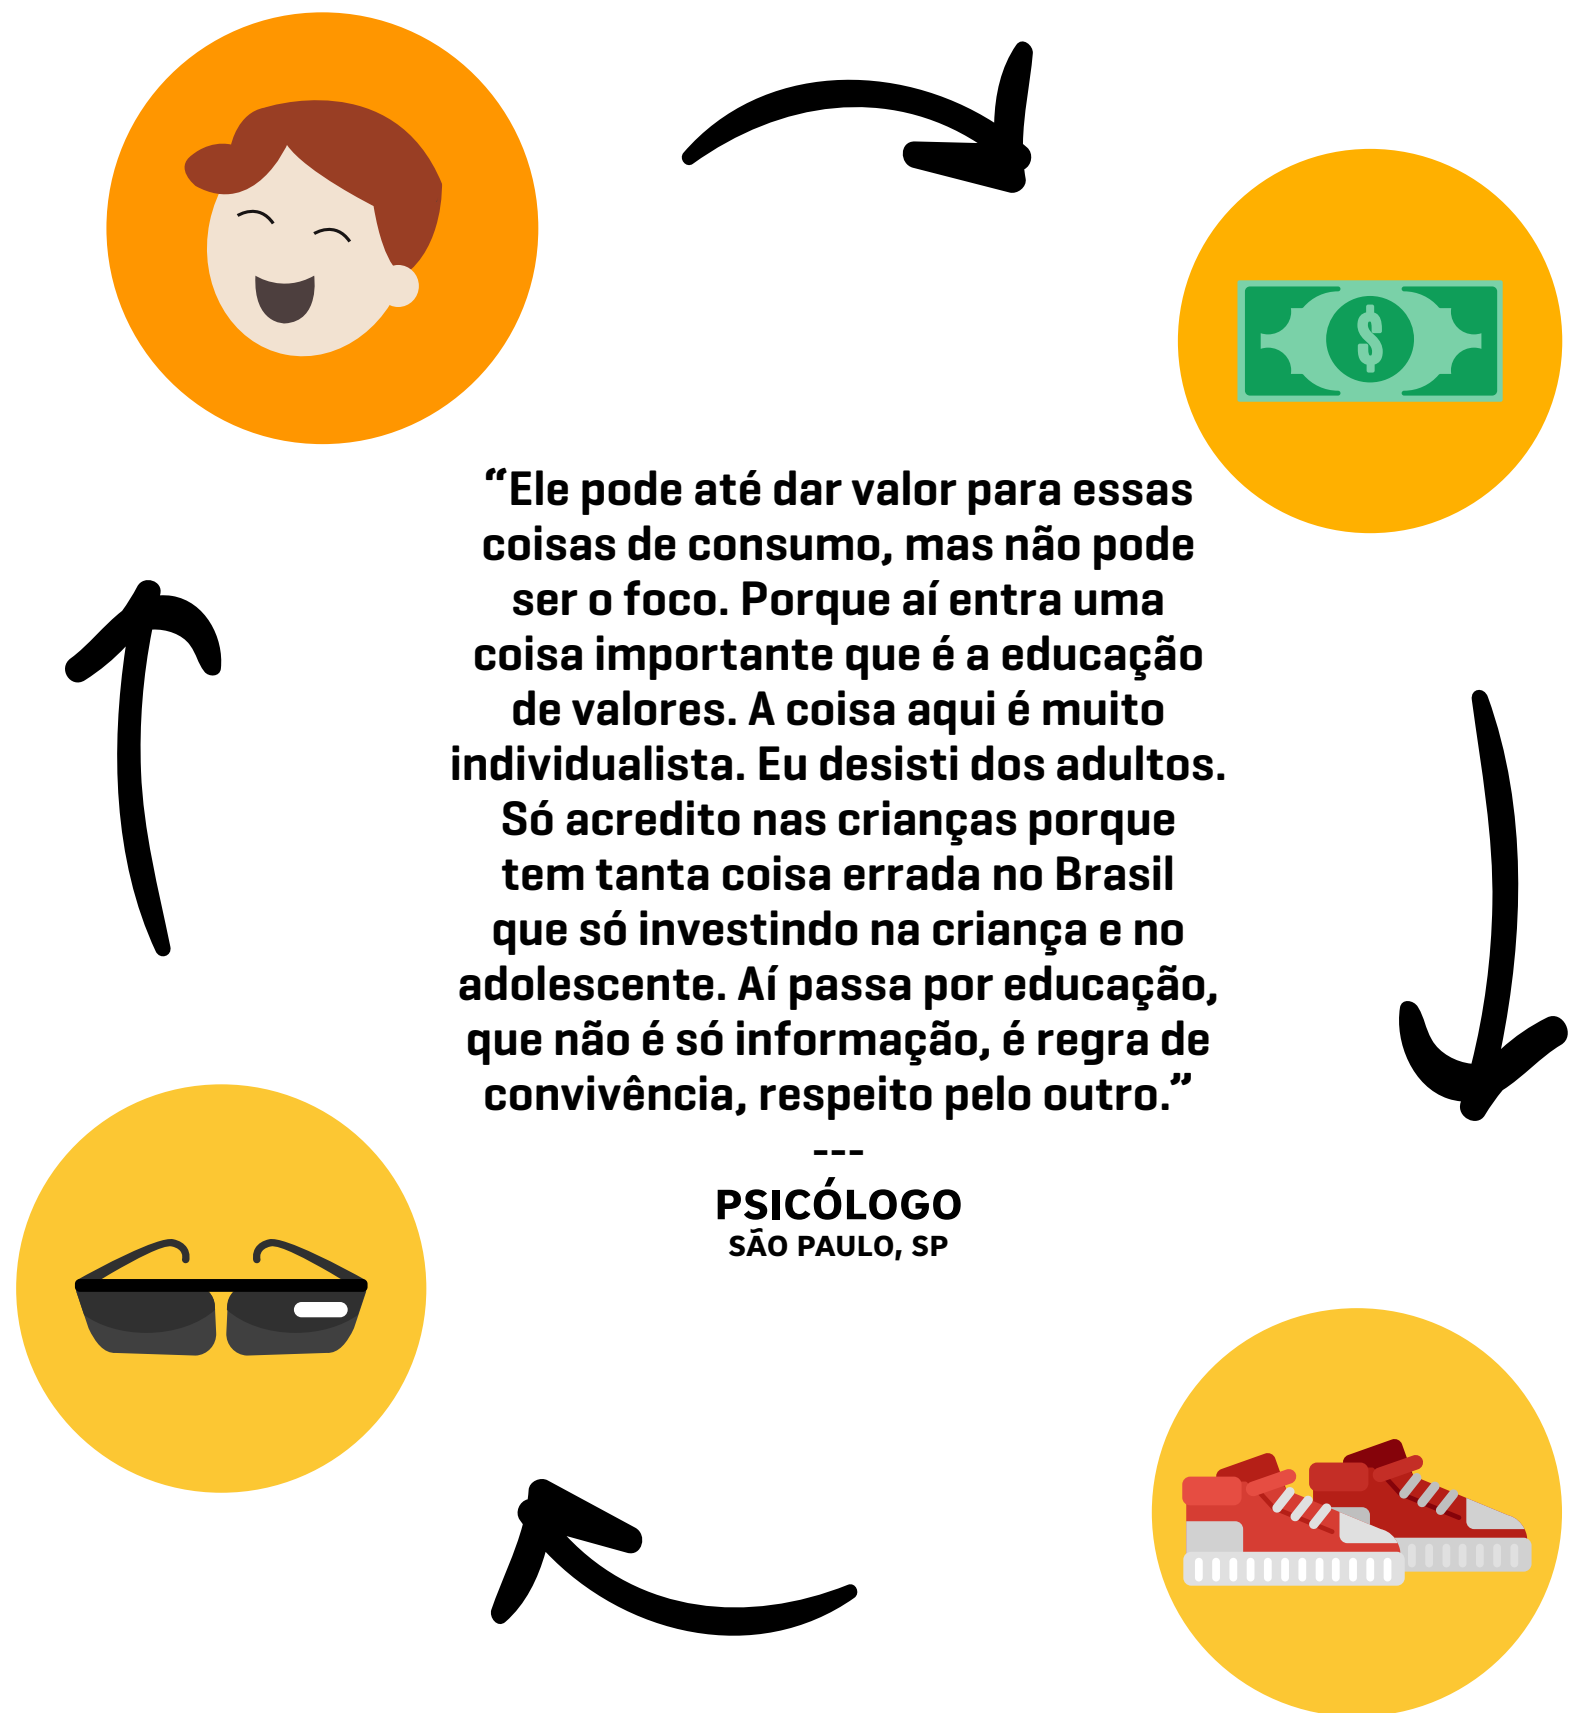 “Ele pode até dar valor para essas
coisas de consumo, mas não pode
ser o foco. Porque aí entra uma
coisa importante que é a educação
de valores. A coisa aqui é muito
individualista. Eu desisti dos adultos.
Só acredito nas crianças porque
tem tanta coisa errada no Brasil
que só investindo na criança e no
adolescente. Aí passa por educação,
que não é só informação, é regra de
convivência, respeito pelo outro.”
---
PSICÓLOGO
SÃO PAULO, SP